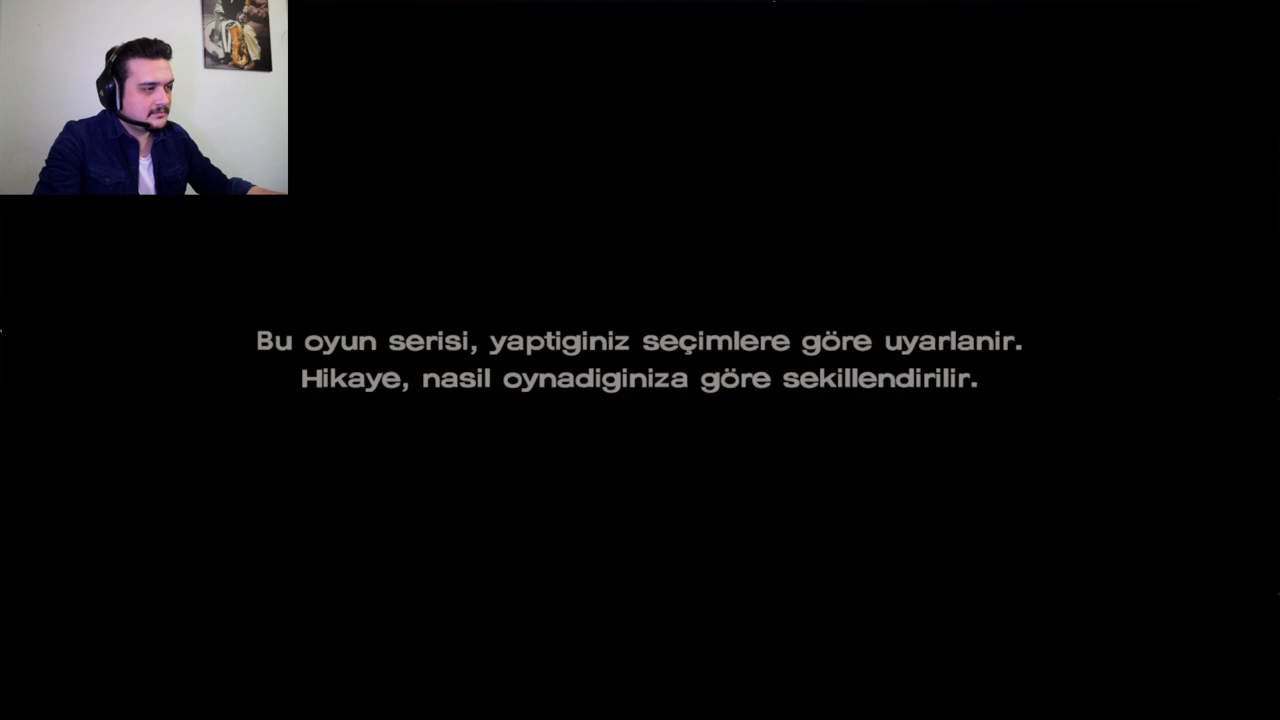 Bu oyun serisi, yaptiginiz seçimlere göre uyarlanir.
Hikaye, nasil oynadiginiza göre sekillendirilir.